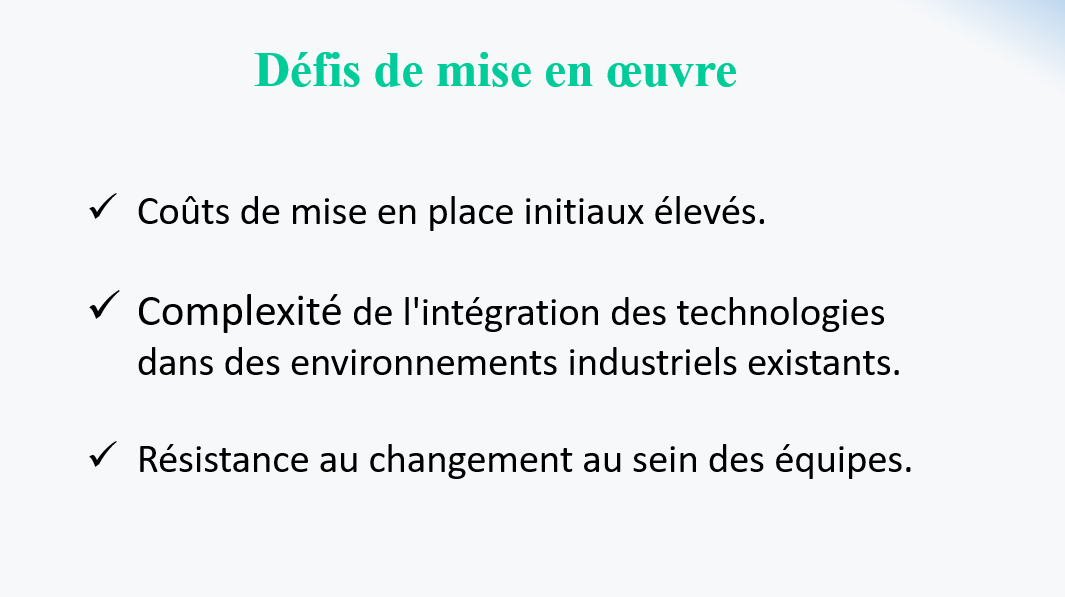 Défis de mise en œuvre
✓ Coûts de mise en place initiaux élevés.
✓ Complexité de l'intégration des technologies
dans des environnements industriels existants.
✓ Résistance au changement au sein des équipes.